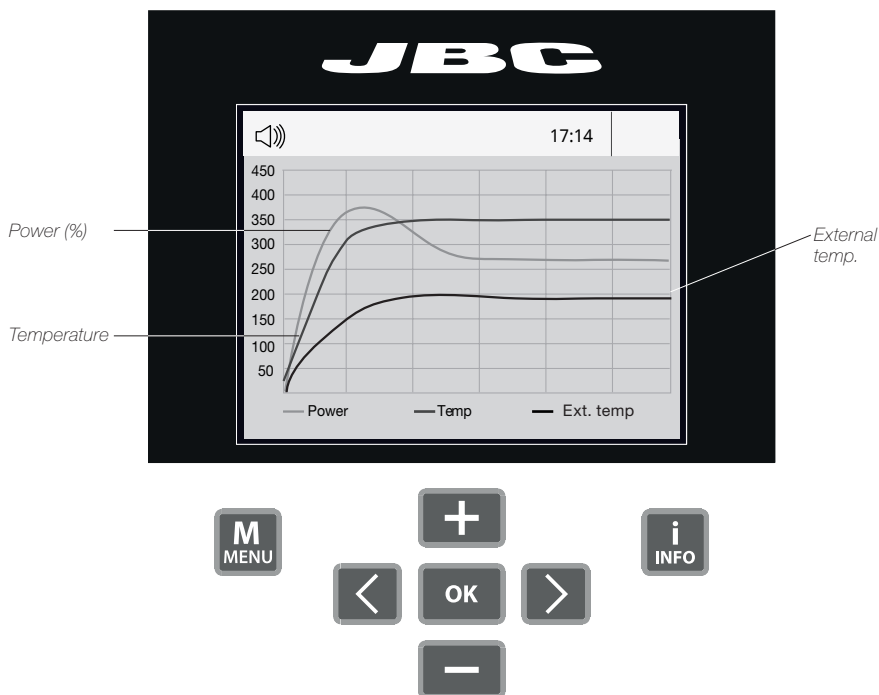 JBC
17:14
450
400
350
300
250
200
150
100
50
Power (%)
Temperature
External
temp.
Power Temp Ext. temp
M
MENU
+
i
INFO
< OK >
−